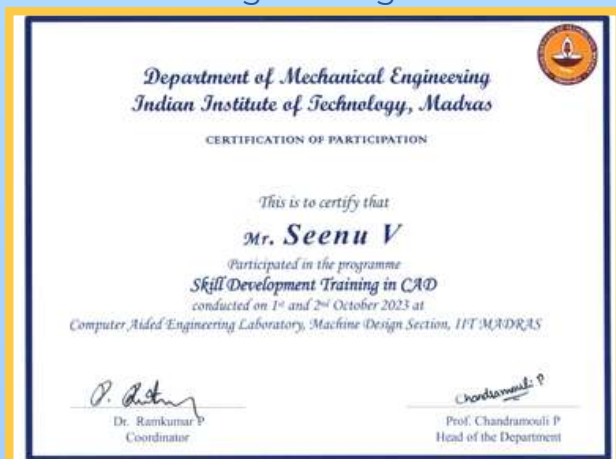 Department of Mechanical Engineering
Indian Institute of Technology, Madras
CERTIFICATION OF PARTICIPATION
This is to certify that
Mr. Seenu V
Participated in the programme
Skill Development Training in CAD
conducted on 1st and 2nd October 2023 at
Computer Aided Engineering Laboratory, Machine Design Section, IIT MADRAS
Chandramouli P
Dr. Ramkumar P
Prof. Chandramouli P
Coordinator
Head of the Department